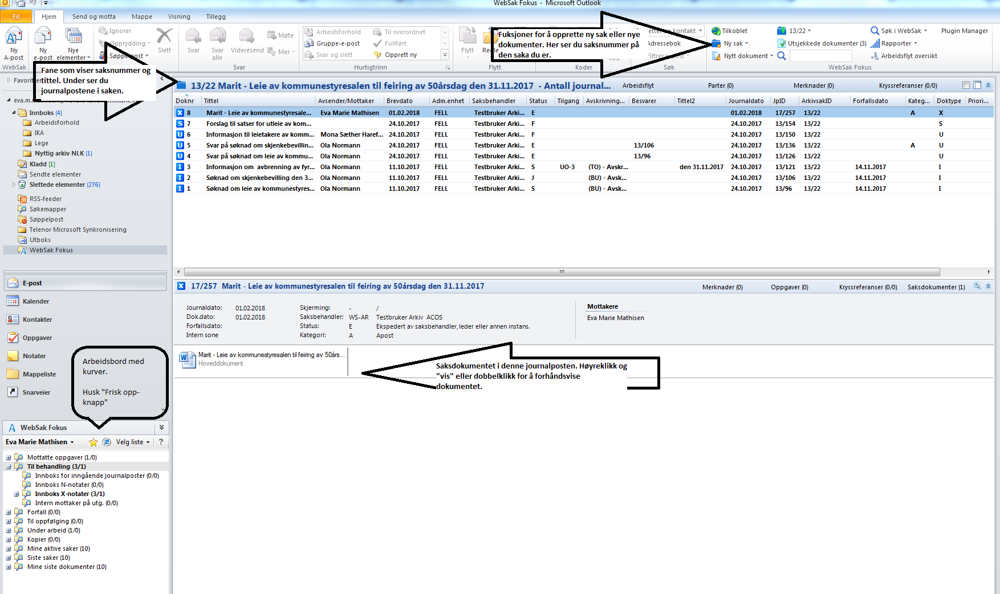 WebSak Fokus - Microsoft Outlook
Fil Hjem Send og motta Mappe Visning Tillegg
Ny A-post
Ny e-post
Nye elementer
Ignorer
Opprydding
Søppelpost
Slett
Svar
Svar alle
Videresend
Møte
Mer
Arbeidsforhold
Gruppe-e-post
Svar og slett
Til overordnet
Fullført
Opprett ny
Flytt
Adressebok
Tilkoblet
Ny sak
Nytt dokument
13/22
Utsjekkede dokumenter (3)
Søk i WebSak
Rapporter
Arbeidsflyt oversikt
Plugin Manager
WebSak
Svar
Hurtigtrinn
Flytt
Koder
Søk
WebSak Fokus
Fuksjoner for å opprette ny sak eller nye
dokumenter. Her ser du saksnummer på
den saka du er.
Fane som viser saksnummer og
tittel. Under ser du
journalpostene i saken.
Innboks (4)
Arbeidsforhold
IKA
Lege
Nyttig arkiv NLK (1)
Kladd [1]
Sendte elementer
Slettede elementer (276)
RSS-feeder
Søkemapper
Søppelpost
Telenor Microsoft Synkronisering
Utboks
WebSak Fokus
E-post
Kalender
Kontakter
Oppgaver
Notater
Mappeliste
Snarveier
Arbeidsbord med
kurver.
Husk "Frisk opp-
knapp"
WebSak Fokus
Eva Marie Mathisen Velg liste ?
Mottatte oppgaver (1/0)
Til behandling (3/1)
Innboks for inngående journalposter (0/0)
Innboks N-notater (0/0)
Innboks X-notater (3/1)
Intern mottaker på utg. (0/0)
Forfall (0/0)
Til oppfølging (0/0)
Under arbeid (1/0)
Kopier (0/0)
Mine aktive saker (10)
Siste saker (10)
Mine siste dokumenter (10)
13/22 Marit - Leie av kommunestyresalen til feiring av 50årsdag den 31.11.2017 - Antall journal... Arbeidsflyt Parter (0) Merknader (0) Kryssreferanser (0/0)
Doknr Tittel Avsender/Mottaker Brevdato Adm.enhet Saksbehandler Status Tilgang Avskrivning... Besvarer Tittel2 Journaldato JpID ArkivsakID Forfallsdato Kateg... Doktype Priori...
X 8 Marit - Leie av kommunestyresale... Eva Marie Mathisen 01.02.2018 FELL Testbruker Arki... E 01.02.2018 17/257 13/22 A X
S 7 Forslag til satser for utleie av kom... 24.10.2017 FELL Testbruker Arki... F 24.10.2017 13/154 13/22 S
U 6 Informasjon til leietakere av komm... Mona Sæther Haref... 24.10.2017 FELL Testbruker Arki... F 24.10.2017 13/150 13/22 U
U 5 Svar på søknad om skjenkebevillin... Ola Normann 24.10.2017 FELL Testbruker Arki... E 13/106 24.10.2017 13/136 13/22 A U
U 4 Svar på søknad om leie av kommu... Ola Normann 24.10.2017 FELL Testbruker Arki... E 13/96 24.10.2017 13/126 13/22 U
I 3 Informasjon om avbrenning av fyr... Ola Normann 11.10.2017 FELL Testbruker Arki... S UO-3 (TO) - Avskr... den 31.11.2017 24.10.2017 13/121 13/22 14.11.2017 I
I 2 Søknad om skjenkebevilling den 3... Ola Normann 11.10.2017 FELL Testbruker Arki... J (BU) - Avsk... 24.10.2017 13/106 13/22 14.11.2017 I
I 1 Søknad om leie av kommunestyres... Ola Normann 11.10.2017 FELL Testbruker Arki... S (BU) - Avsk... 24.10.2017 13/96 13/22 14.11.2017 I
X 17/257 Marit - Leie av kommunestyresalen til feiring av 50årsdag den 31.11.2017 Merknader (0) Oppgaver (0) Kryssreferanser (0/0) Saksdokumenter (1)
Journaldato: 01.02.2018 Skjerming: - / Mottakere
Dok.dato: 01.02.2018 Saksbehandler: WS-AR Testbruker Arkiv ACOS Eva Marie Mathisen
Forfallsdato: Status: E Ekspedert av saksbehandler, leder eller annen instans.
Intern sone Kategori: A Apost
Marit - Leie av kommunestyresalen til feiring av 50års...
Hoveddokument
Saksdokumentet i denne journalposten. Høyreklikk og
"vis" eller dobbelklikk for å forhåndsvise
dokumentet.